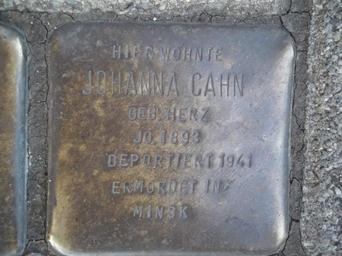 HIER WOHNTE
JOHANNA CAHN
GEB. HERZ
JG. 1893
DEPORTIERT 1941
ERMORDET IN
MINSK